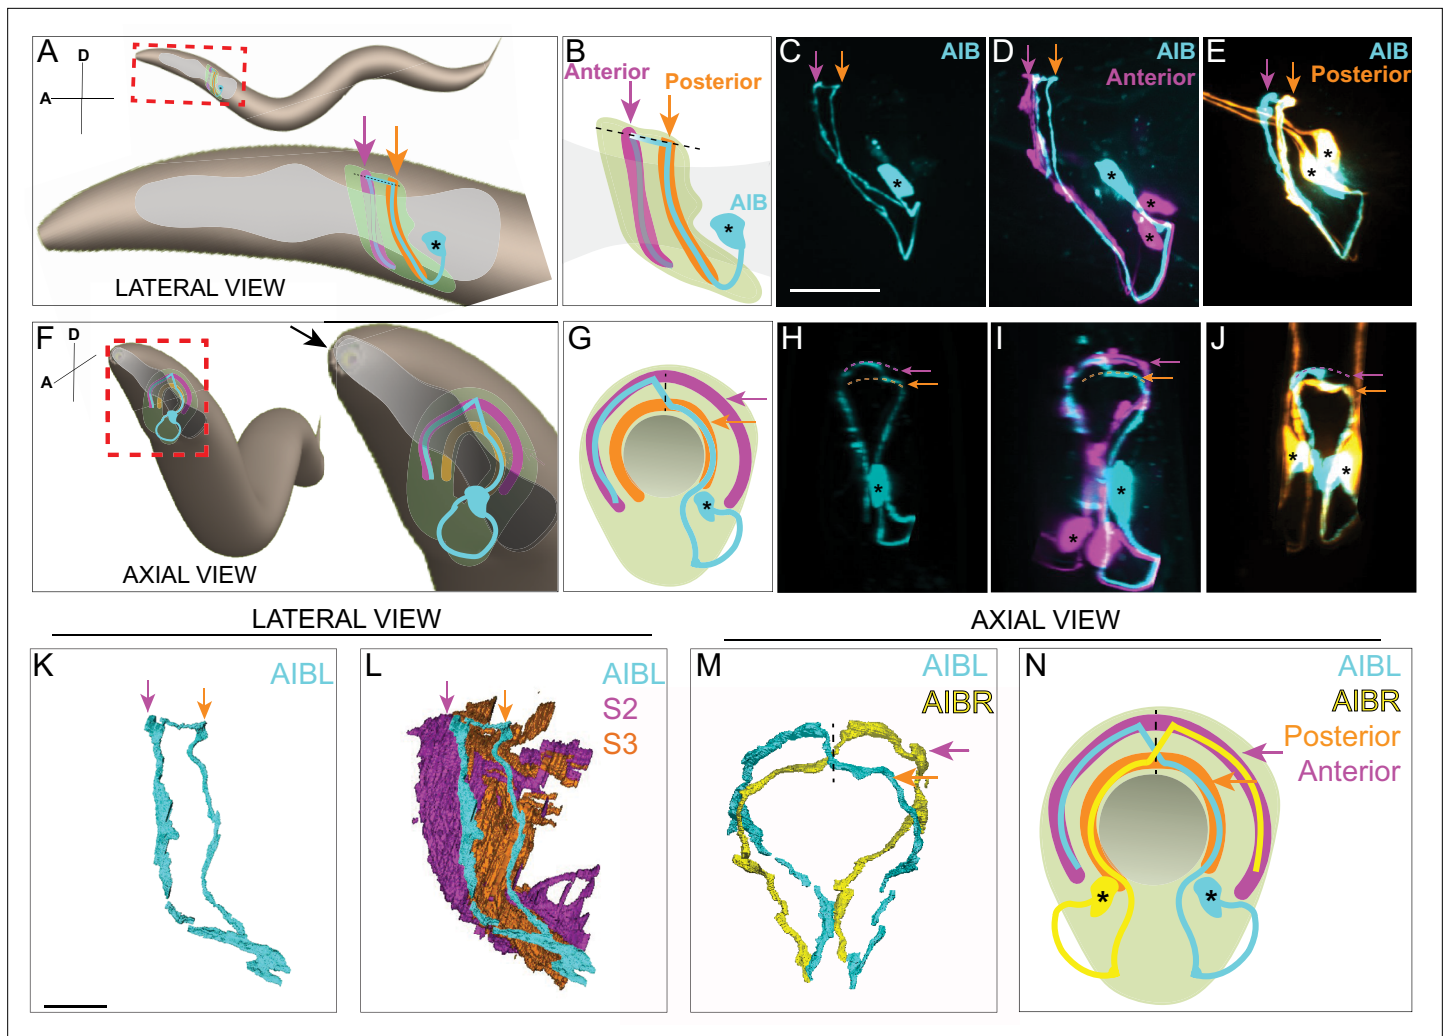 A
D
A
LATERAL VIEW
B
Anterior
Posterior
AIB
*
*
C
AIB
*
D
AIB
Anterior
*
*
*
E
AIB
Posterior
*
*
F
D
A
AXIAL VIEW
G
*
H
*
I
*
*
J
*
*
LATERAL VIEW
AXIAL VIEW
K
AIBL
L
AIBL
S2
S3
M
AIBL
AIBR
N
AIBL
AIBR
Posterior
Anterior
*
*